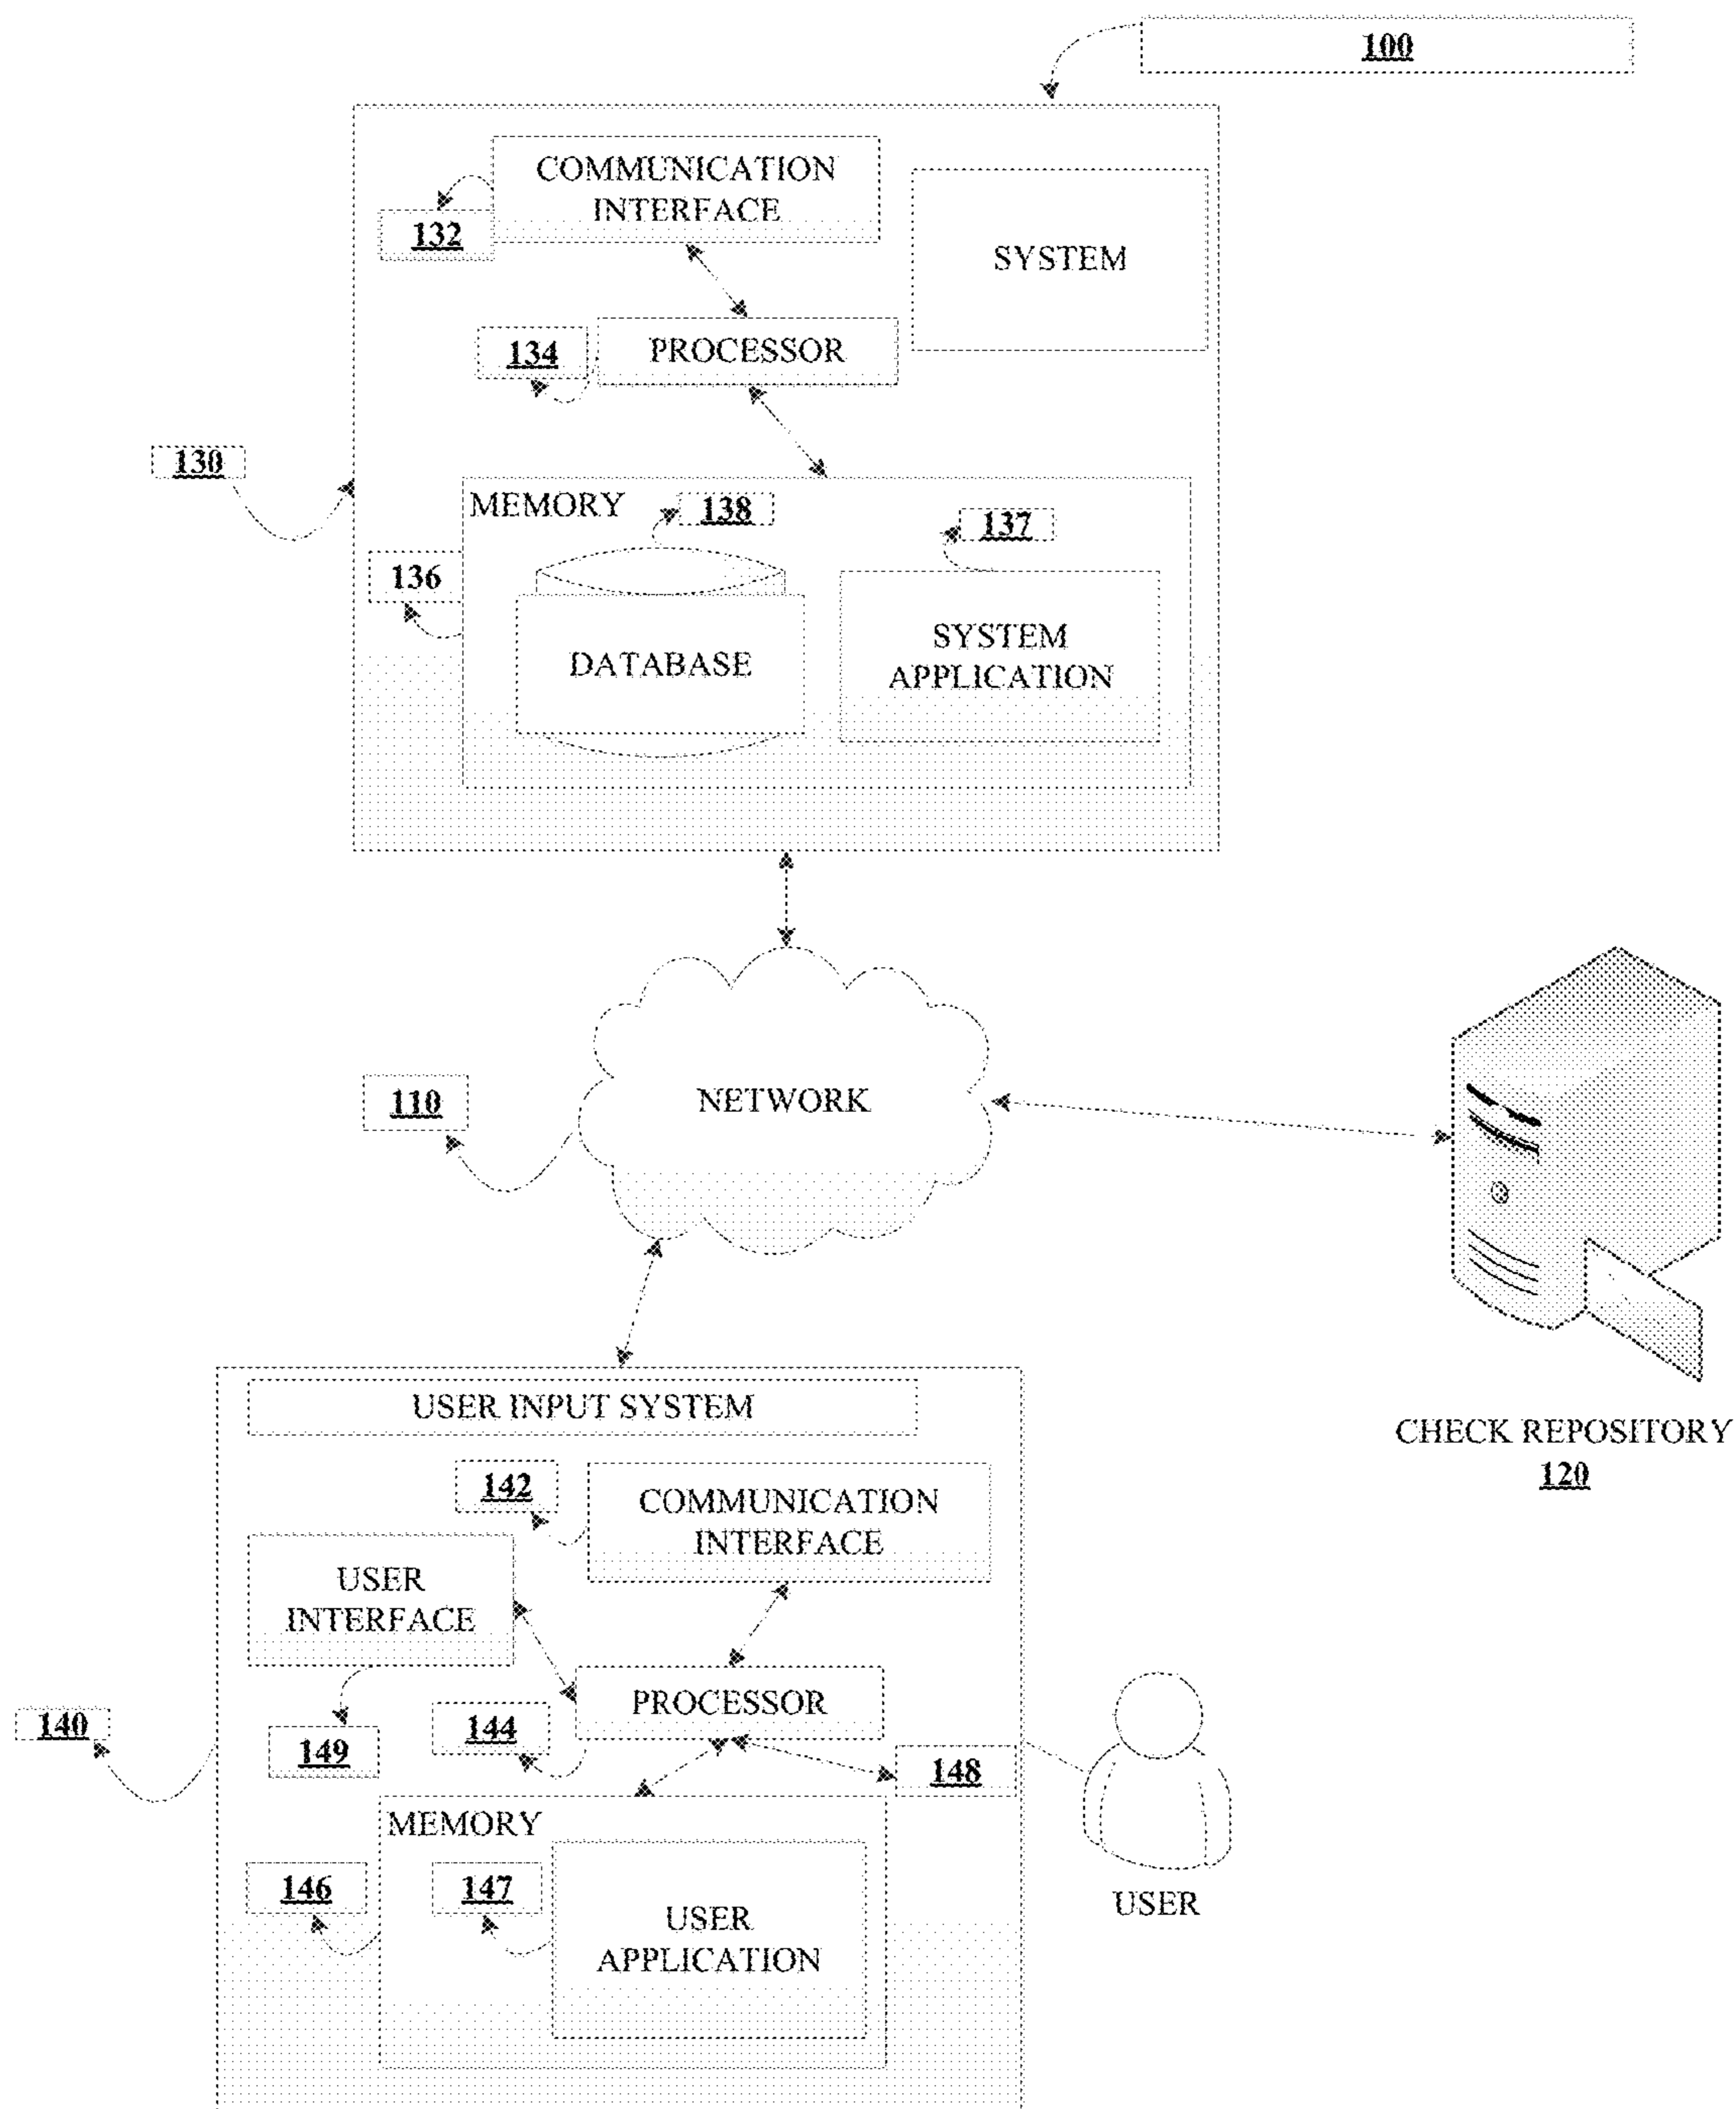 100
COMMUNICATION
INTERFACE
132
SYSTEM
134
PROCESSOR
130
MEMORY
138
137
136
DATABASE
SYSTEM
APPLICATION
110
NETWORK
CHECK REPOSITORY
120
USER INPUT SYSTEM
142
COMMUNICATION
INTERFACE
USER
INTERFACE
140
149
144
PROCESSOR
148
MEMORY
146
147
USER
APPLICATION
USER